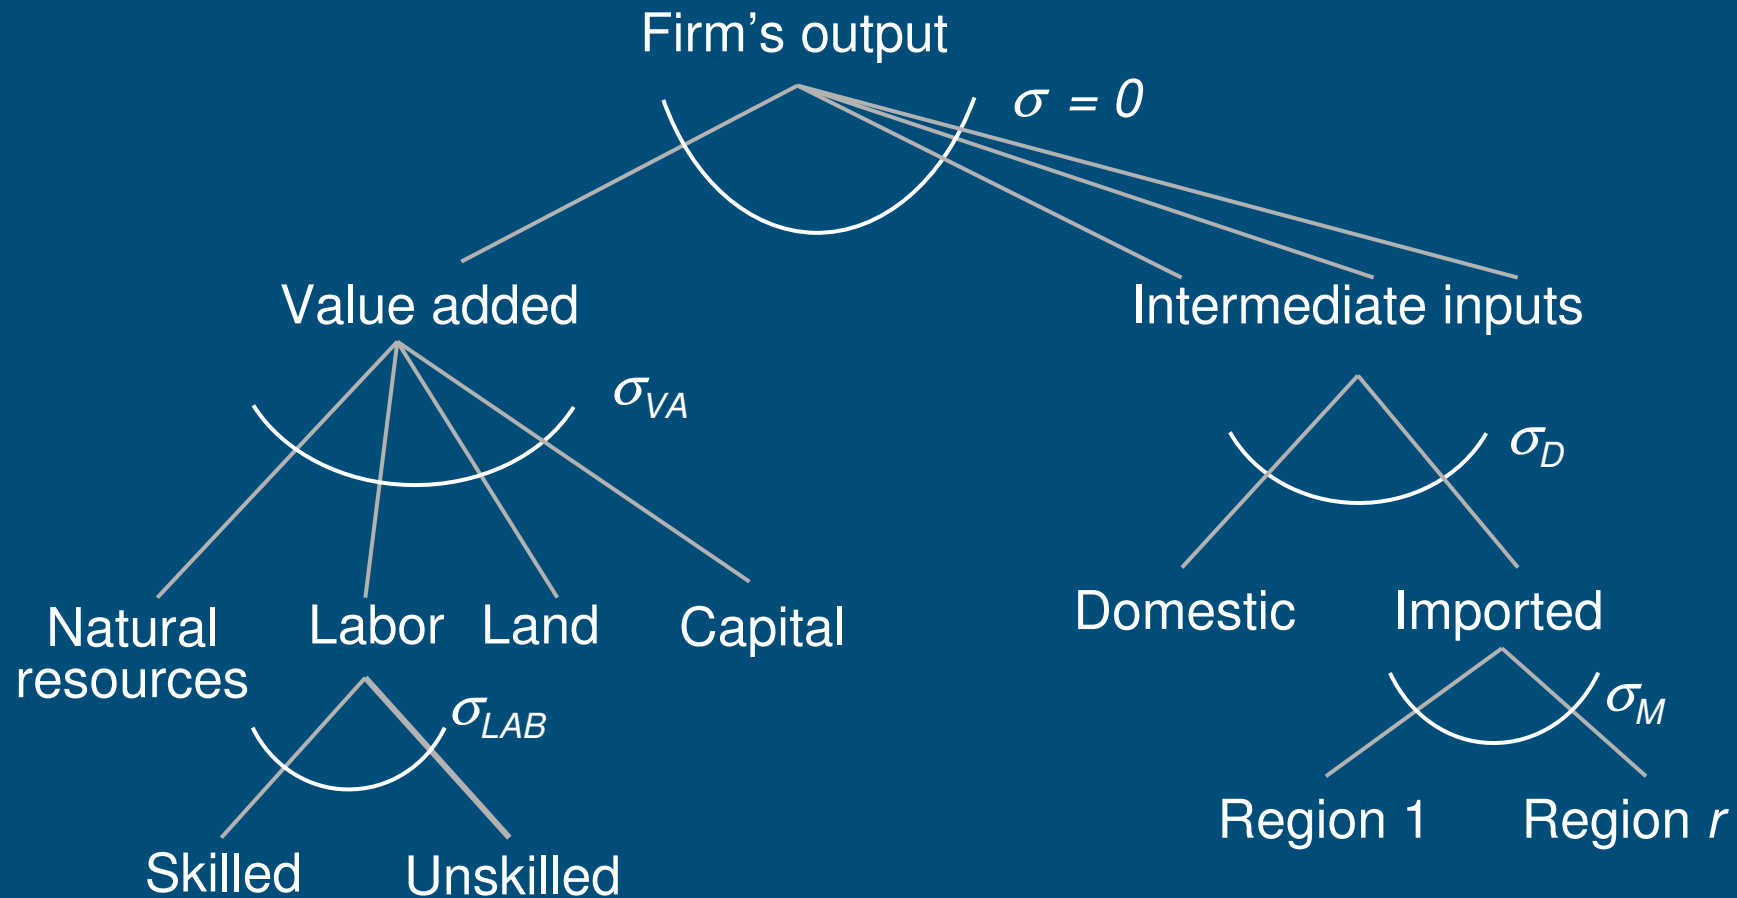 Firm’s output
σ = 0
Value added
Intermediate inputs
σVA
σD
Natural
resources
Labor
Land
Capital
Domestic
Imported
σLAB
σM
Region 1
Region r
Skilled
Unskilled